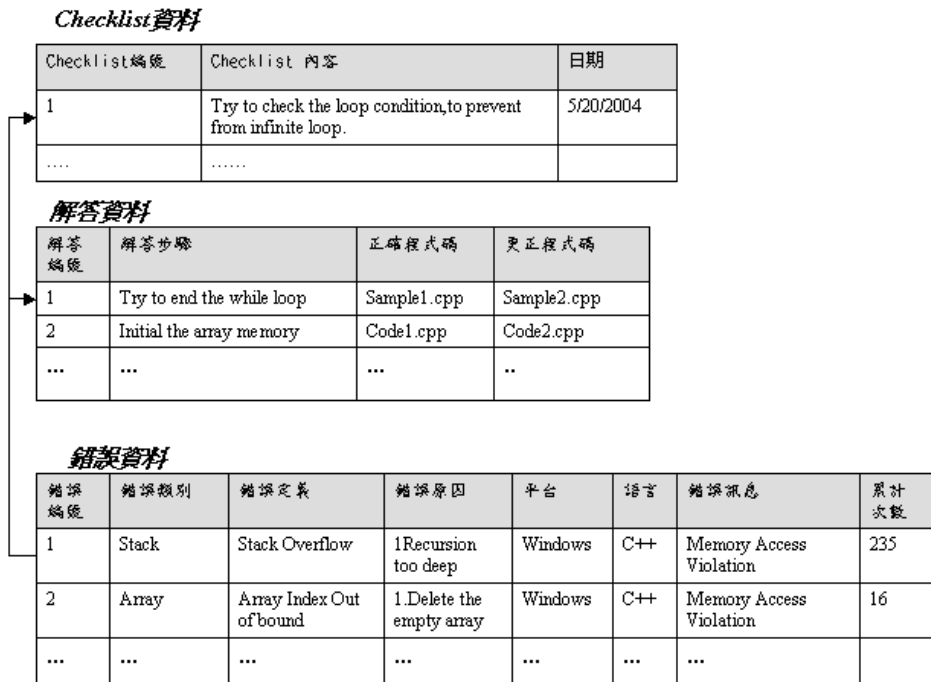 Checklist資料
Checklist編號 Checklist 內容 日期
1 Try to check the loop condition,to prevent 5/20/2004
from infinite loop.
.... ......
解答資料
解答 解答步驟 正確程式碼 更正程式碼
編號
1 Try to end the while loop Sample1.cpp Sample2.cpp
2 Initial the array memory Code1.cpp Code2.cpp
... ... ... ..
錯誤資料
錯誤 錯誤類別 錯誤定義 錯誤原因 平台 語言 錯誤訊息 累計
編號 次數
1 Stack Stack Overflow 1Recursion Windows C++ Memory Access 235
too deep Violation
2 Array Array Index Out 1.Delete the Windows C++ Memory Access 16
of bound empty array Violation
... ... ... ... ... ... ...